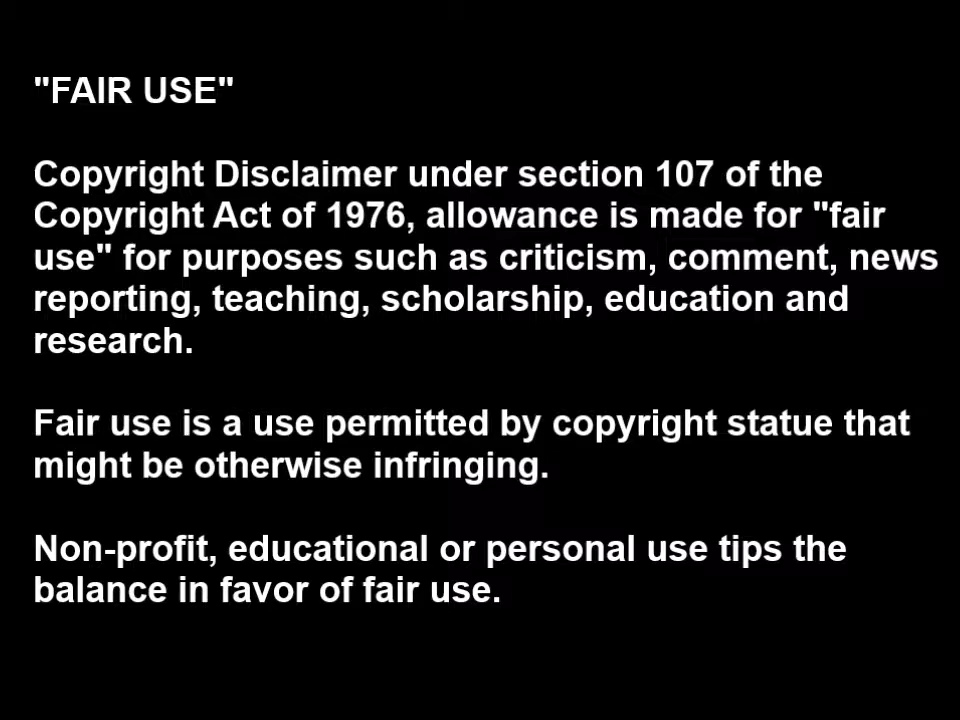 "FAIR USE"
Copyright Disclaimer under section 107 of the
Copyright Act of 1976, allowance is made for "fair
use" for purposes such as criticism, comment, news
reporting, teaching, scholarship, education and
research.
Fair use is a use permitted by copyright statue that
might be otherwise infringing.
Non-profit, educational or personal use tips the
balance in favor of fair use.